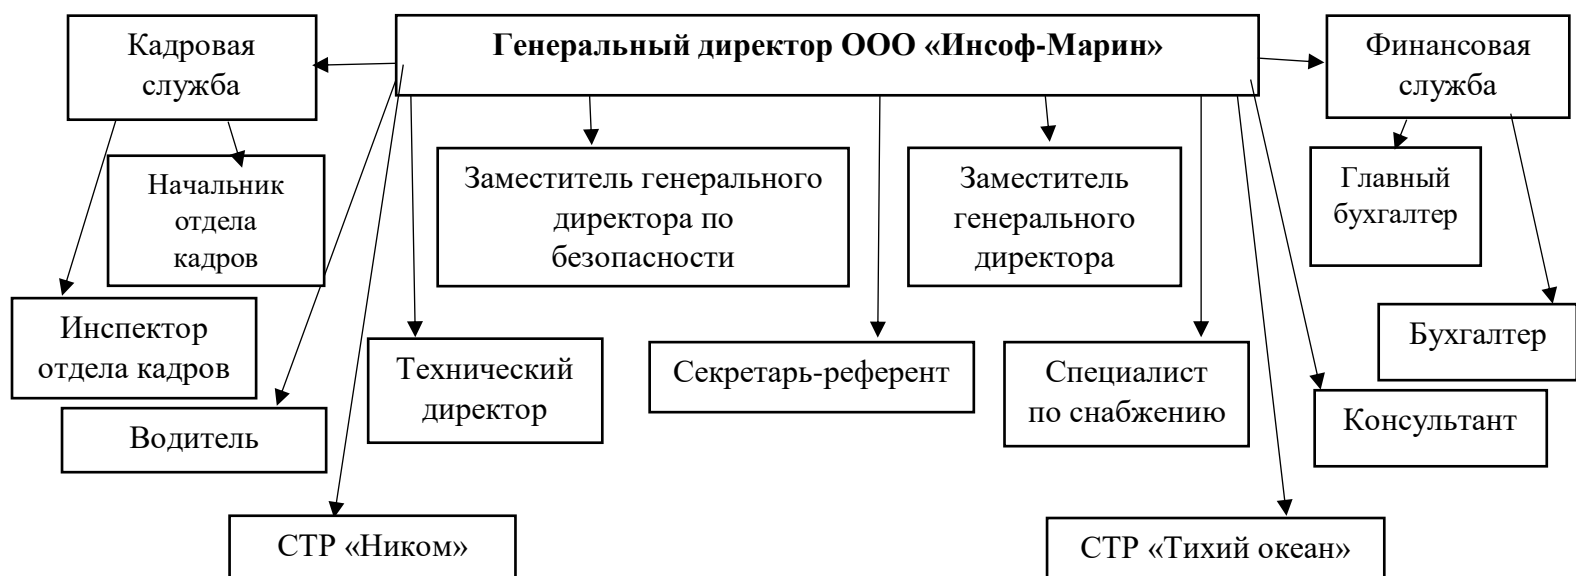 Кадровая
служба
Генеральный директор ООО «Инсоф-Марин»
Финансовая
служба
Начальник
отдела
кадров
Заместитель генерального
директора по
безопасности
Заместитель
генерального
директора
Главный
бухгалтер
Инспектор
отдела кадров
Водитель
Технический
директор
Секретарь-референт
Специалист
по снабжению
Бухгалтер
Консультант
СТР «Ником»
СТР «Тихий океан»